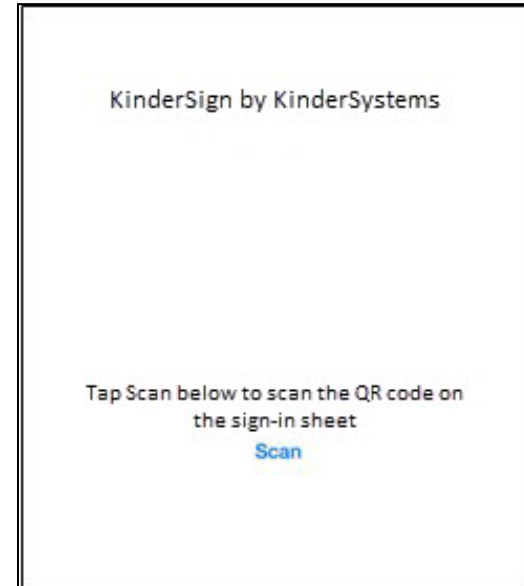 KinderSign by KinderSystems
Tap Scan below to scan the QR code on
the sign-in sheet
Scan